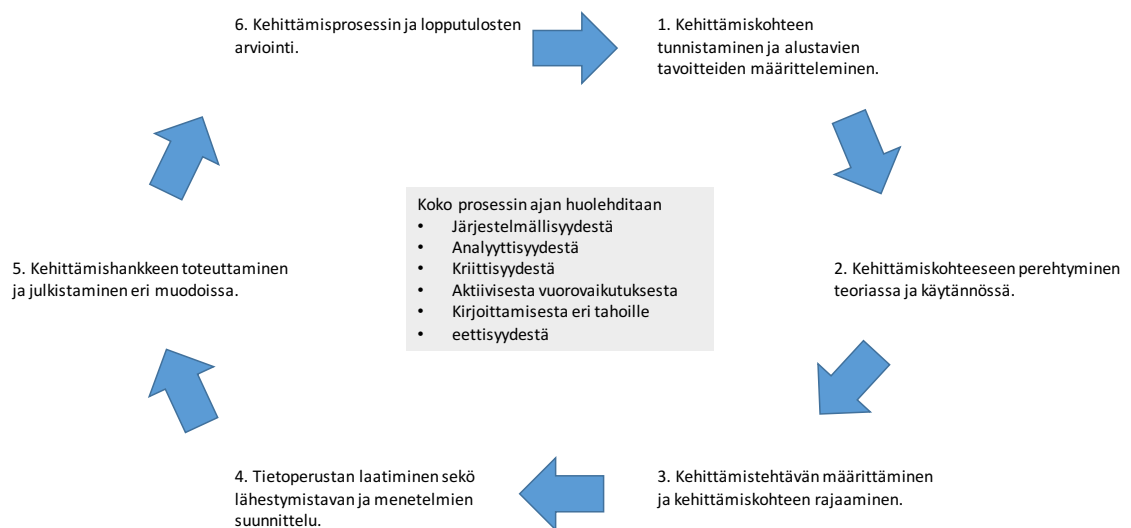 6. Kehittämisprosessin ja lopputulosten
arviointi.
1. Kehittämiskohteen
tunnistaminen ja alustavien
tavoitteiden määritteleminen.
Koko prosessin ajan huolehditaan
• Järjestelmällisyydestä
• Analyyttisyydestä
• Kriittisyydestä
• Aktiivisesta vuorovaikutuksesta
• Kirjoittamisesta eri tahoille
• eettisyydestä
5. Kehittämishankkeen toteuttaminen
ja julkistaminen eri muodoissa.
2. Kehittämiskohteeseen perehtyminen
teoriassa ja käytännössä.
4. Tietoperustan laatiminen sekö
lähestymistavan ja menetelmien
suunnittelu.
3. Kehittämistehtävän määrittäminen
ja kehittämiskohteen rajaaminen.